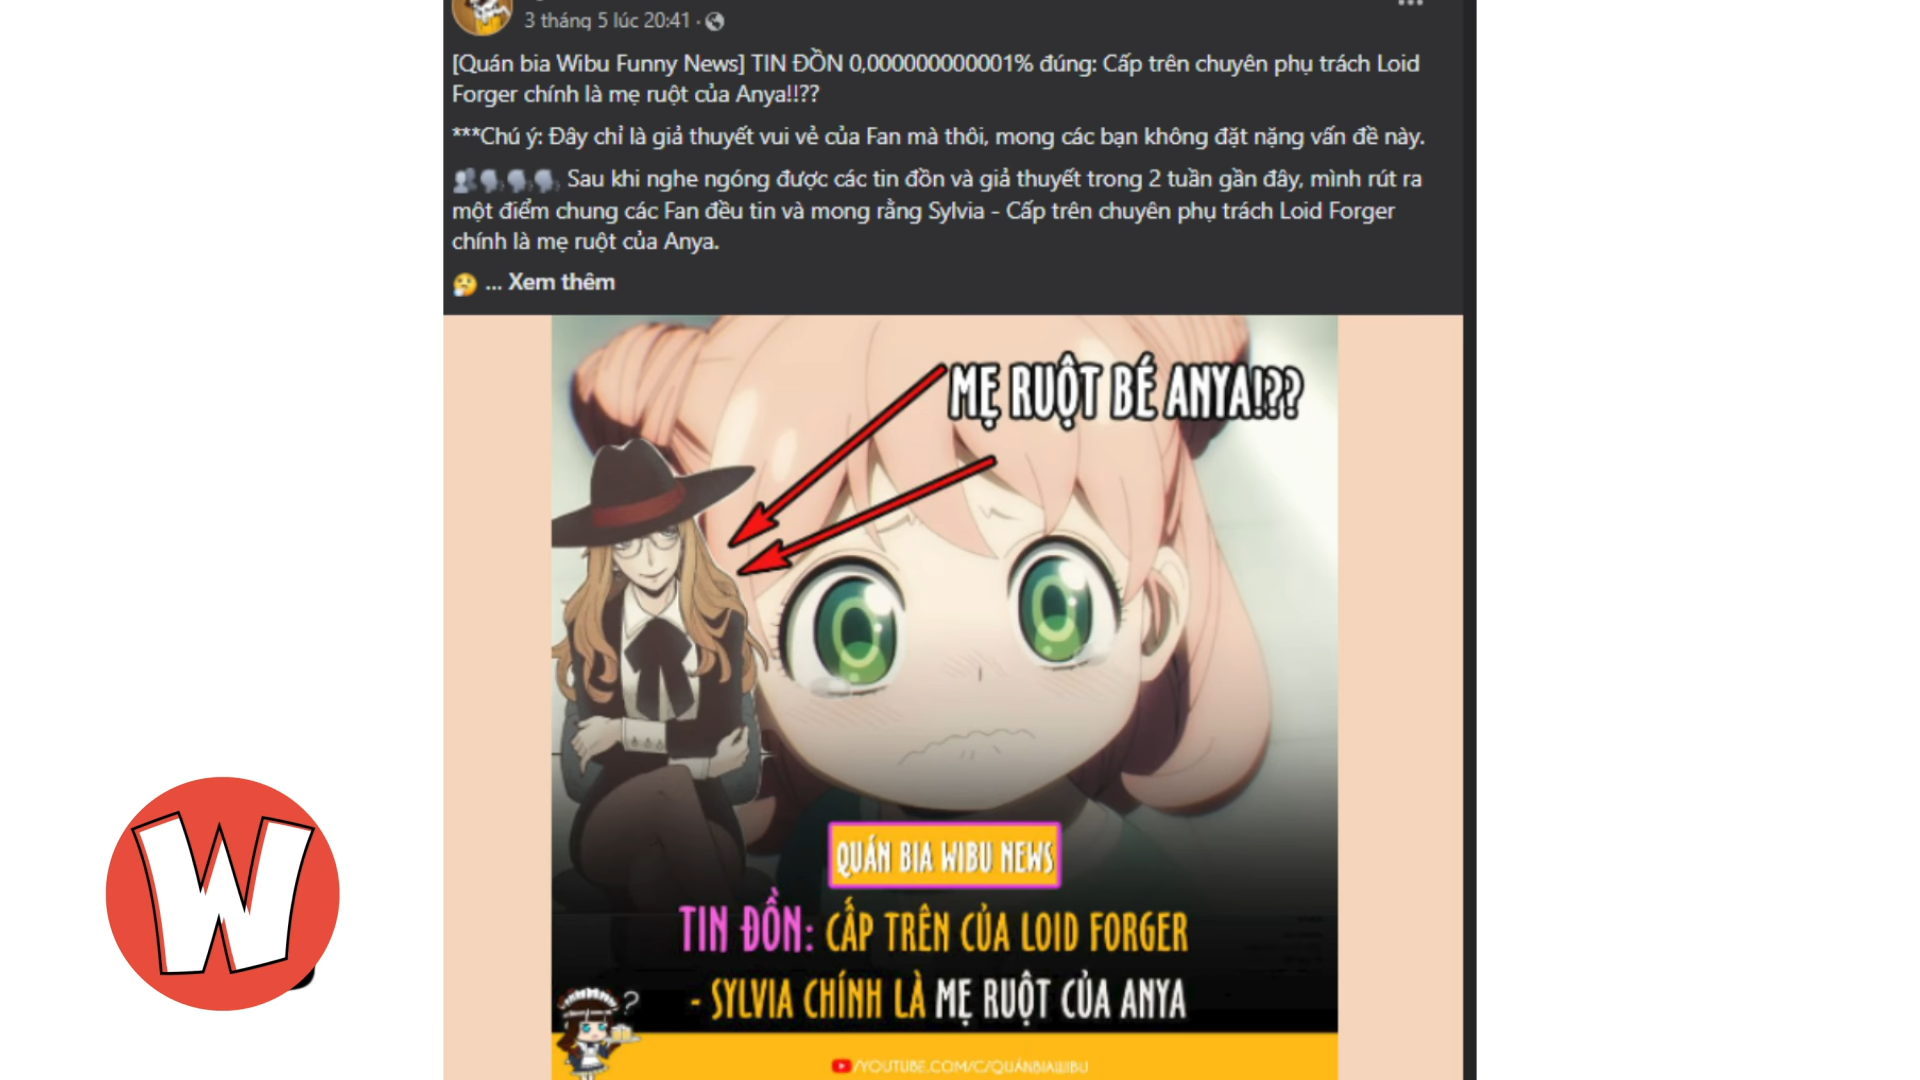 3 tháng 5 lúc 20:41 ·
[Quán bia Wibu Funny News] TIN ĐỒN 0,000000000001% đúng: Cấp trên chuyên phụ trách Loid
Forger chính là mẹ ruột của Anya!!??
***Chú ý: Đây chỉ là giả thuyết vui vẻ của Fan mà thôi, mong các bạn không đặt nặng vấn đề này.
Sau khi nghe ngóng được các tin đồn và giả thuyết trong 2 tuần gần đây, mình rút ra
một điểm chung các Fan đều tin và mong rằng Sylvia - Cấp trên chuyên phụ trách Loid Forger
chính là mẹ ruột của Anya.
... Xem thêm
MẸ RUỘT BÉ ANYA!??
QUÁN BIA WIBU NEWS
TIN ĐỒN: CẤP TRÊN CỦA LOID FORGER
- SYLVIA CHÍNH LÀ MẸ RUỘT CỦA ANYA
?
/YOUTUBE.COM/C/QUÁNBIAWIBU
W